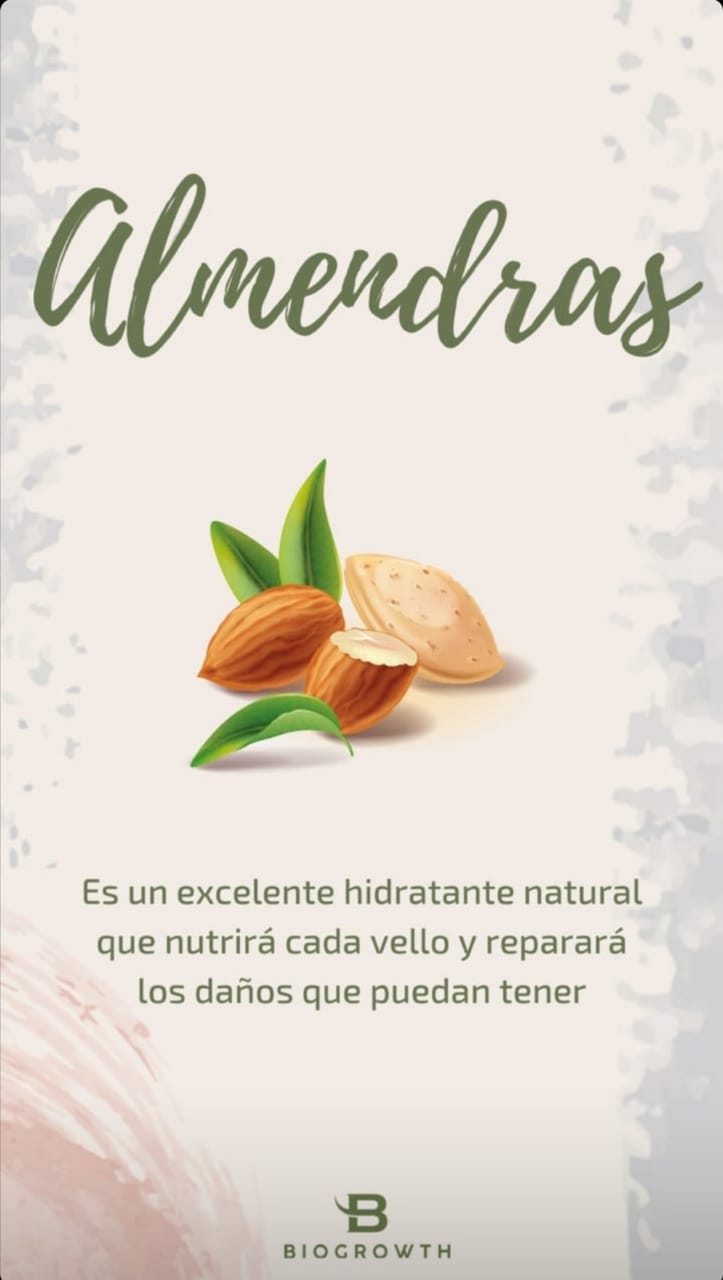 Almendras
Es un excelente hidratante natural
que nutrirá cada vello y reparará
los daños que puedan tener
B
BIOGROWTH